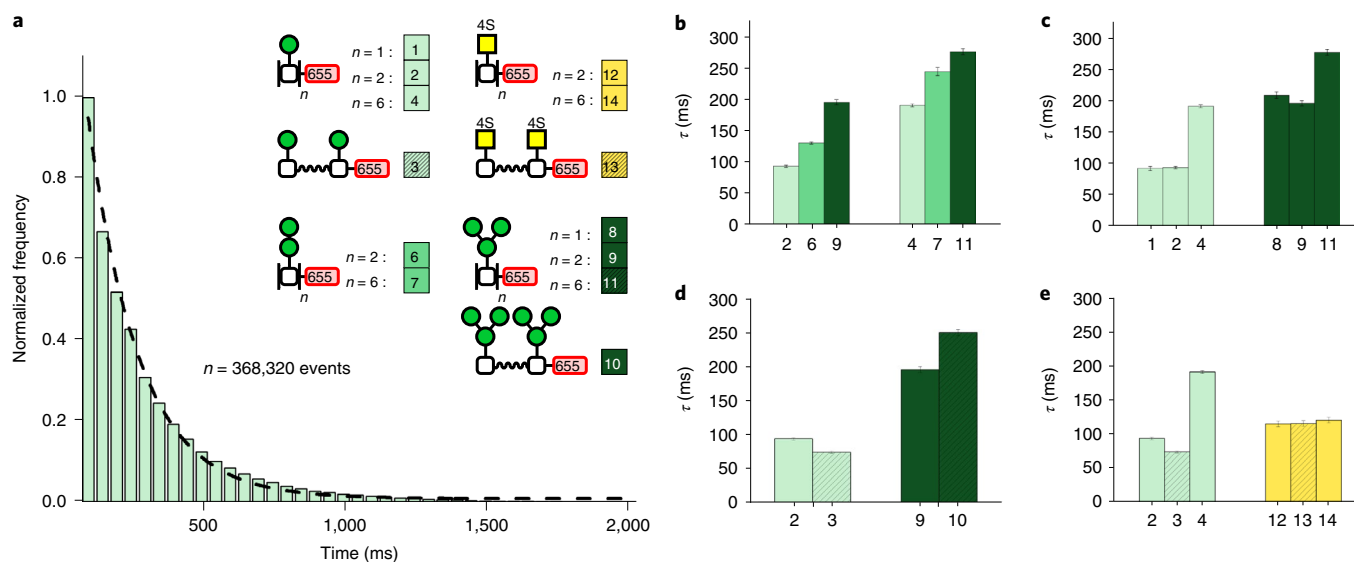 a
Normalized frequency
1.0
0.8
0.6
0.4
0.2
0.0
500
1,000
1,500
2,000
Time (ms)
n = 368,320 events
655
n
n = 1 : 1
n = 2 : 2
n = 6 : 4
655
3
655
n
n = 2 : 6
n = 6 : 7
4S
655
n
n = 2 : 12
n = 6 : 14
4S 4S
655
13
655
n
n = 1 : 8
n = 2 : 9
n = 6 : 11
655
10
b
τ (ms)
300
250
200
150
100
50
0
2 6 9 4 7 11
c
τ (ms)
300
250
200
150
100
50
0
1 2 4 8 9 11
d
τ (ms)
300
250
200
150
100
50
0
2 3 9 10
e
τ (ms)
300
250
200
150
100
50
0
2 3 4 12 13 14